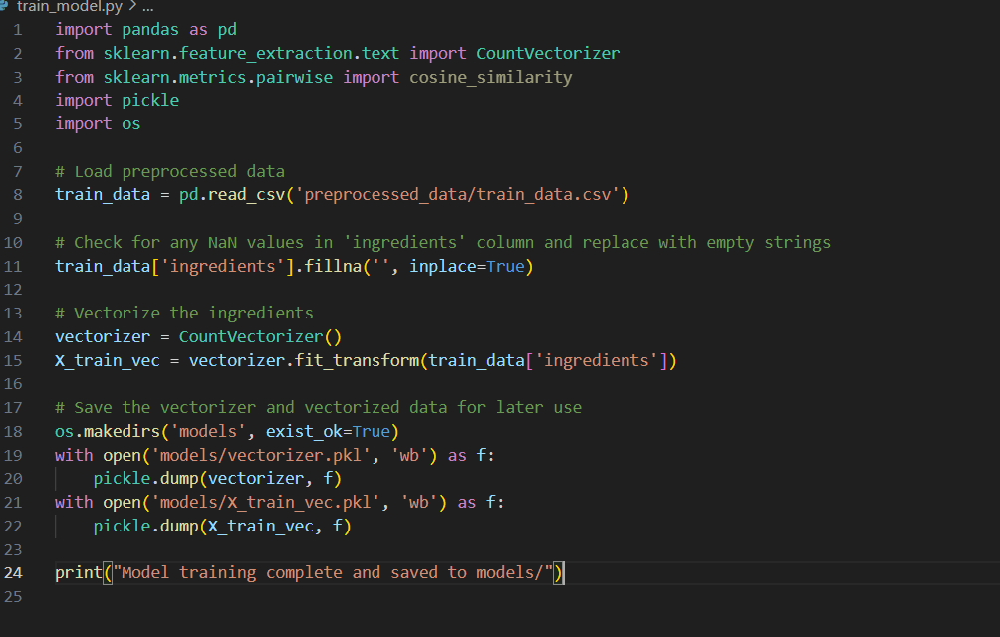 train_model.py > ...
1 import pandas as pd
2 from sklearn.feature_extraction.text import CountVectorizer
3 from sklearn.metrics.pairwise import cosine_similarity
4 import pickle
5 import os
6
7 # Load preprocessed data
8 train_data = pd.read_csv('preprocessed_data/train_data.csv')
9
10 # Check for any NaN values in 'ingredients' column and replace with empty strings
11 train_data['ingredients'].fillna('', inplace=True)
12
13 # Vectorize the ingredients
14 vectorizer = CountVectorizer()
15 X_train_vec = vectorizer.fit_transform(train_data['ingredients'])
16
17 # Save the vectorizer and vectorized data for later use
18 os.makedirs('models', exist_ok=True)
19 with open('models/vectorizer.pkl', 'wb') as f:
20     pickle.dump(vectorizer, f)
21 with open('models/X_train_vec.pkl', 'wb') as f:
22     pickle.dump(X_train_vec, f)
23
24 print("Model training complete and saved to models/")
25